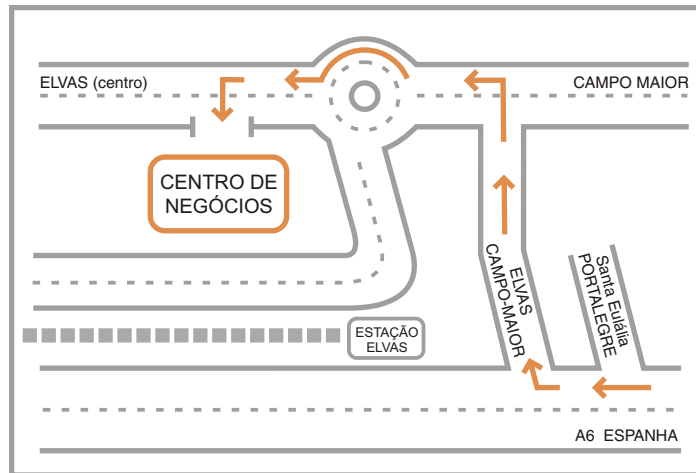 ELVAS (centro)
CAMPO MAIOR
CENTRO DE
NEGÓCIOS
ELVAS
CAMPO-MAIOR
Santa Eulália
PORTALEGRE
ESTAÇÃO
ELVAS
A6 ESPANHA